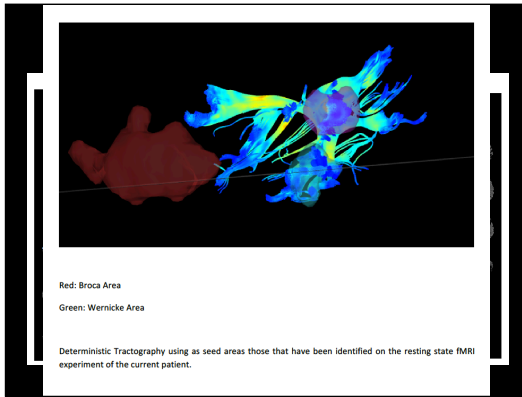 Red: Broca Area
Green: Wernicke Area
Deterministic Tractography using as seed areas those that have been identified on the resting state fMRI
experiment of the current patient.